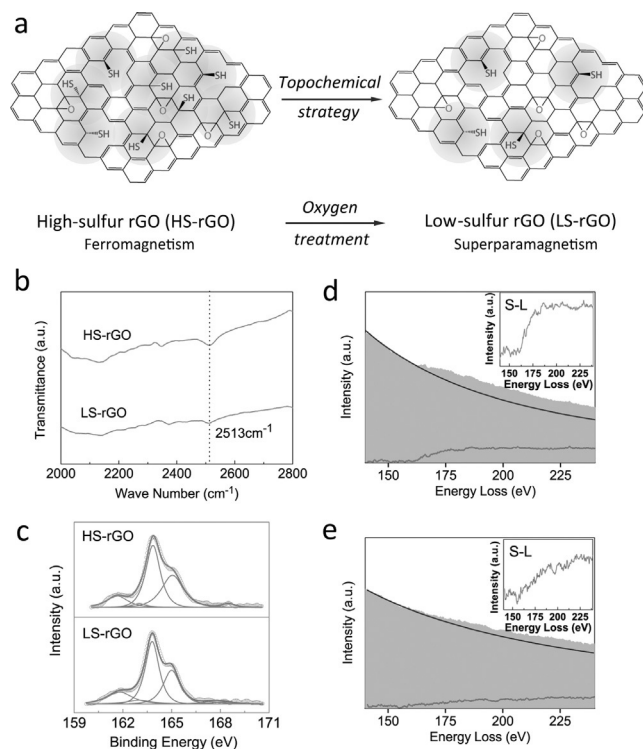 a
O
SH
SH
HS
SH
SH
SH
O
O
SH
O
SH
HS
O
O
SH
SH
O
O
O
SH
HS
O
Topochemical
strategy
High-sulfur rGO (HS-rGO)
Ferromagnetism
Oxygen
treatment
Low-sulfur rGO (LS-rGO)
Superparamagnetism
b
HS-rGO
LS-rGO
2513cm⁻¹
Transmittance (a.u.)
2000 2200 2400 2600 2800
Wave Number (cm⁻¹)
c
HS-rGO
LS-rGO
Intensity (a.u.)
159 162 165 168 171
Binding Energy (eV)
d
S-L
Intensity (a.u.)
150 175 200 225
Energy Loss (eV)
Intensity (a.u.)
150 175 200 225
Energy Loss (eV)
e
S-L
Intensity (a.u.)
150 175 200 225
Energy Loss (eV)
Intensity (a.u.)
150 175 200 225
Energy Loss (eV)